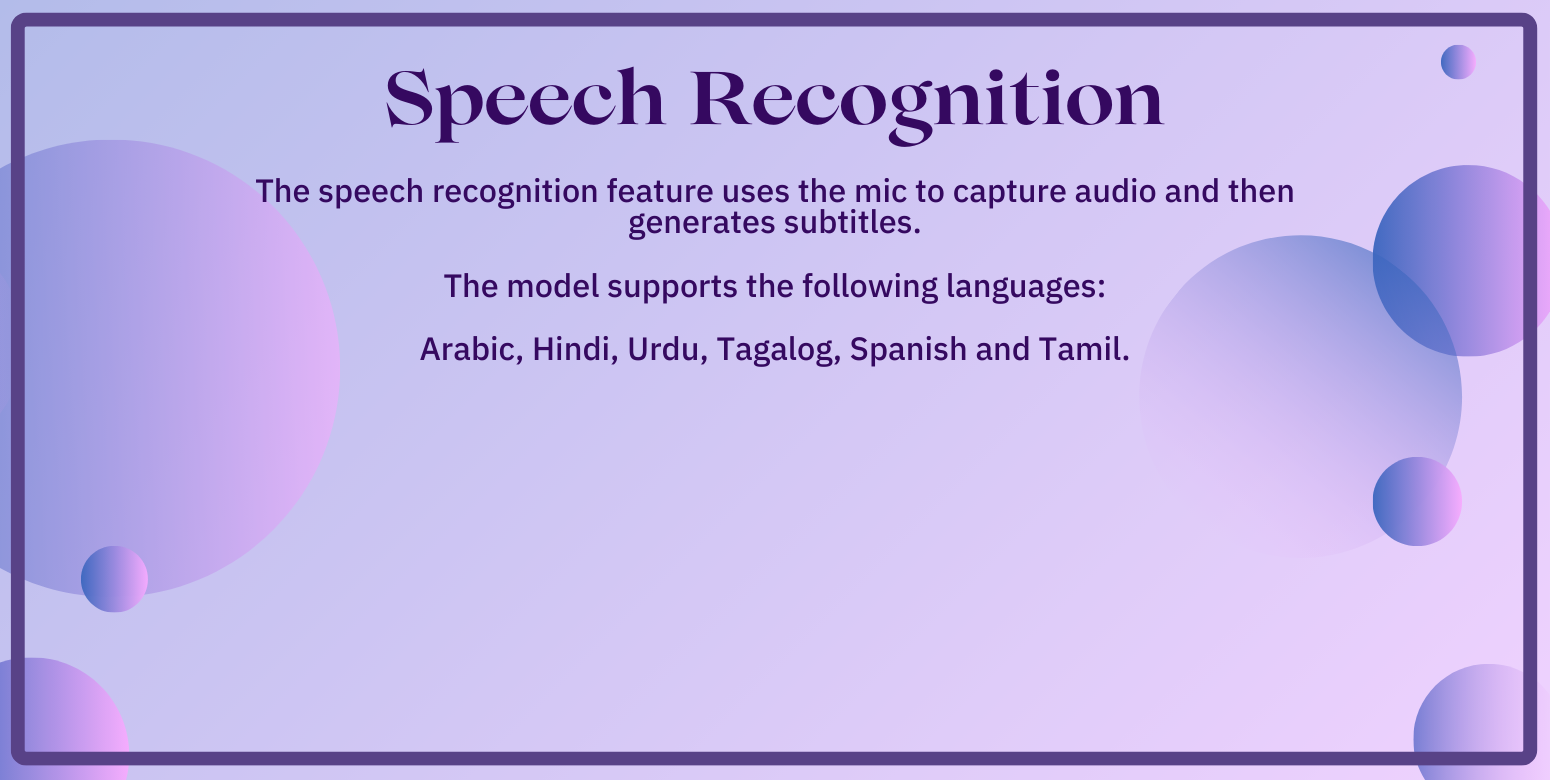 Speech Recognition
The speech recognition feature uses the mic to capture audio and then
generates subtitles.
The model supports the following languages:
Arabic, Hindi, Urdu, Tagalog, Spanish and Tamil.